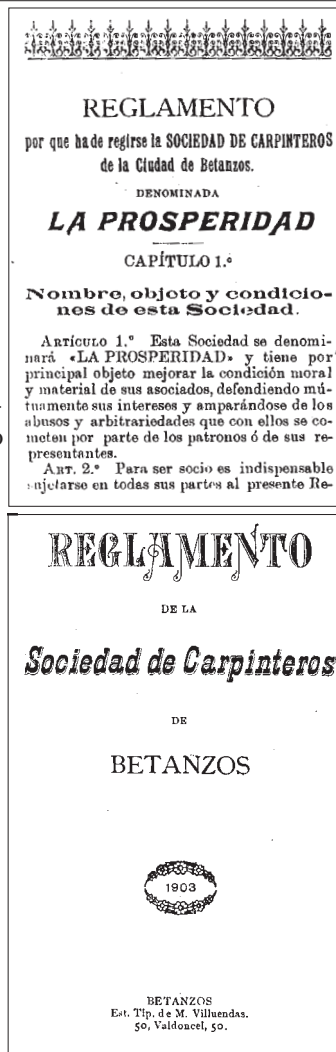 REGLAMENTO
por que ha de regirse la SOCIEDAD DE CARPINTEROS
de la Ciudad de Betanzos.
DENOMINADA
LA PROSPERIDAD
CAPÍTULO 1.º
Nombre, objeto y condicio-
nes de esta Sociedad.
ARTÍCULO 1.º Esta Sociedad se denomi-
nará «LA PROSPERIDAD» y tiene por
principal objeto mejorar la condición moral
y material de sus asociados, defendiendo mú-
tuamente sus intereses y amparándose de los
abusos y arbitrariedades que con ellos se co-
meten por parte de los patronos ó de sus re-
presentantes.
ART. 2.º Para ser socio es indispensable
sujetarse en todas sus partes al presente Re-
REGLAMENTO
DE LA
Sociedad de Carpinteros
DE
BETANZOS
1903
BETANZOS
Est. Tip. de M. Villuendas.
50, Valdoncel, 50.